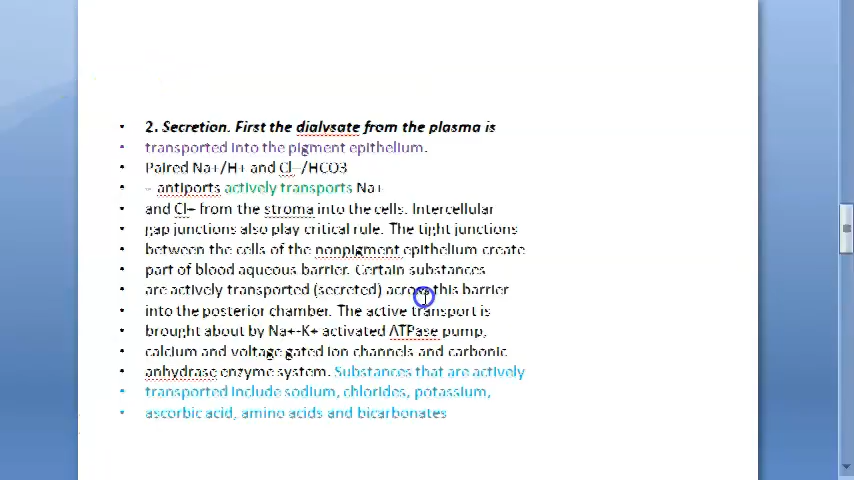 • 2. Secretion. First the dialysate from the plasma is
• transported into the pigment epithelium.
• Paired Na+/H+ and Cl–/HCO3
• – antiports actively transports Na+
• and Cl+ from the stroma into the cells. Intercellular
• gap junctions also play critical rule. The tight junctions
• between the cells of the nonpigment epithelium create
• part of blood aqueous barrier. Certain substances
• are actively transported (secreted) across this barrier
• into the posterior chamber. The active transport is
• brought about by Na+-K+ activated ATPase pump,
• calcium and voltage gated ion channels and carbonic
• anhydrase enzyme system. Substances that are actively
• transported include sodium, chlorides, potassium,
• ascorbic acid, amino acids and bicarbonates